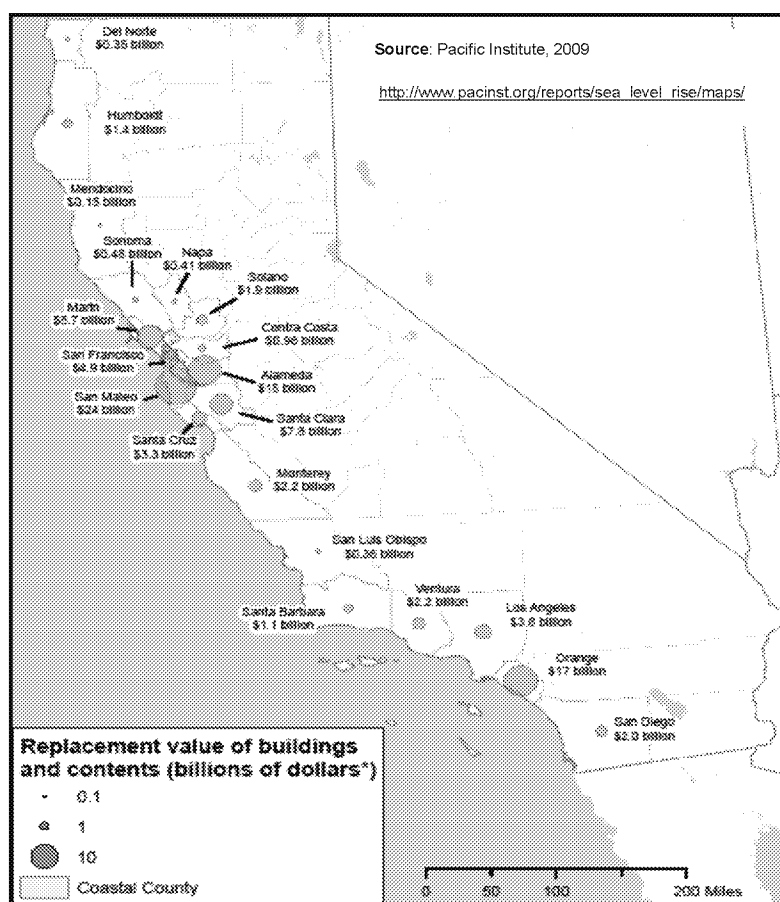 Del Norte
$0.35 billion
Source: Pacific Institute, 2009
http://www.pacinst.org/reports/sea_level_rise/maps/
Humboldt
$1.4 billion
Mendocino
$0.15 billion
Sonoma
$0.48 billion
Napa
$0.41 billion
Solano
$1.9 billion
Marin
billion
Contra Costa
billion
San Francisco
$4.9 billion
Alameda
$15 billion
San Mateo
$24 billion
Santa Clara
$7.8 billion
Santa Cruz
$3.3 billion
Monterey
$2.2 billion
San Luis Obispo
$0.36 billion
Ventura
$2.2 billion
Los Angeles
$3.8 billion
Santa Barbara
$1.1 billion
Orange
$17 billion
San Diego
$2.0 billion
Replacement value of buildings
and contents (billions of dollars*)
0.1
1
10
Coastal County
0 50 100 200 Miles